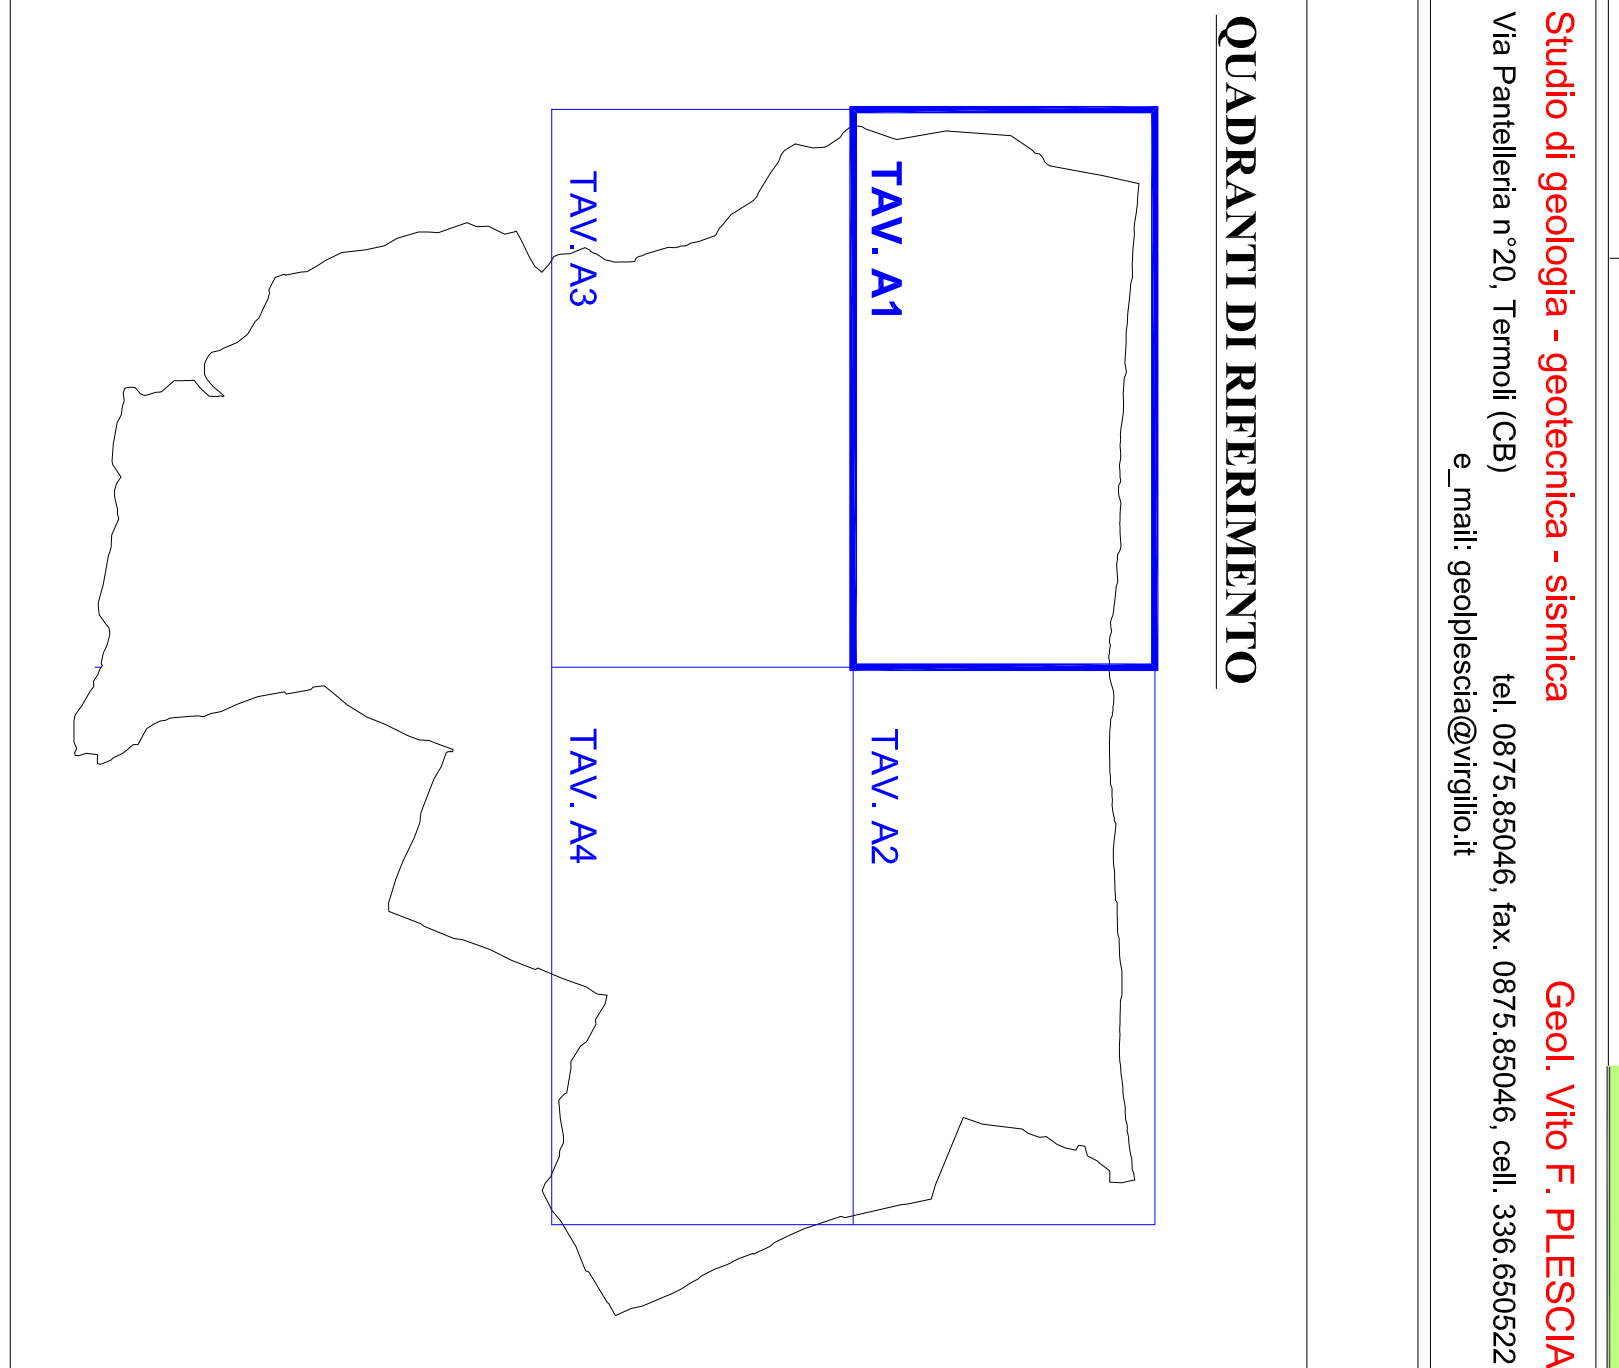 Studio di geologia - geotecnica - sismica Geol. Vito F. PLESCIA
Via Pantelleria n°20, Termoli (CB) tel. 0875.85046, fax. 0875.85046, cell. 336.650522
e_mail: geolplescia@virgilio.it
QUADRANTI DI RIFERIMENTO
TAV. A1
TAV. A2
TAV. A3
TAV. A4